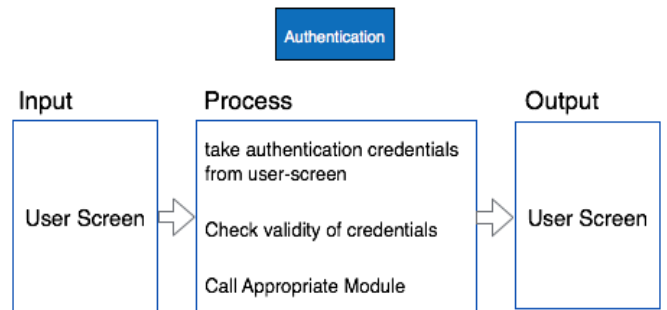 Authentication
Input
Process
Output
User Screen
take authentication credentials
from user-screen
Check validity of credentials
Call Appropriate Module
User Screen